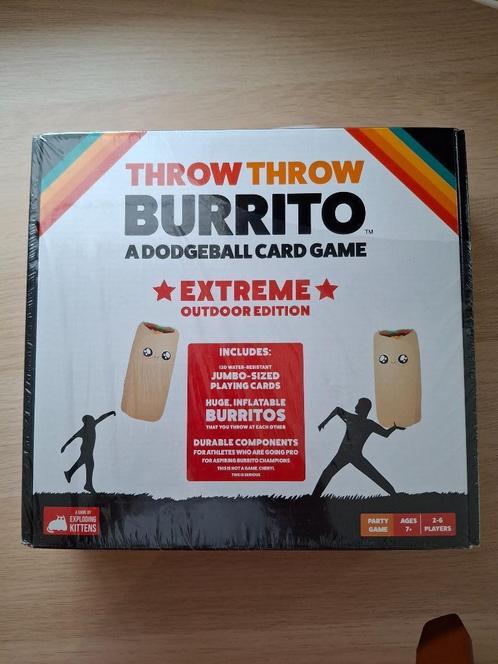 THROW THROW
BURRITO™
A DODGEBALL CARD GAME
★ EXTREME ★
OUTDOOR EDITION
INCLUDES:
120 WATER-RESISTANT
JUMBO-SIZED
PLAYING CARDS
HUGE, INFLATABLE
BURRITOS
THAT YOU THROW AT EACH OTHER
DURABLE COMPONENTS
FOR ATHLETES WHO ARE GOING PRO
FOR ASPIRING BURRITO CHAMPIONS
THIS IS NOT A GAME, CHERYL
THIS IS SERIOUS
A GAME BY
EXPLODING
KITTENS
PARTY
GAME
AGES
7+
2-6
PLAYERS